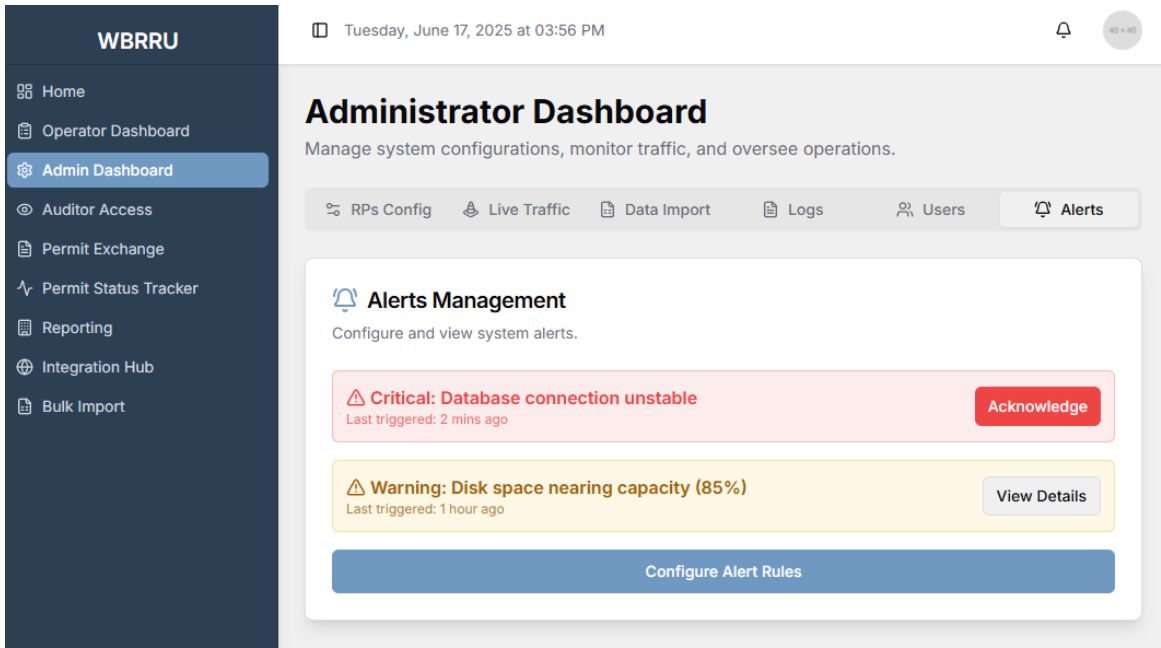 WBRRU
Home
Operator Dashboard
Admin Dashboard
Auditor Access
Permit Exchange
Permit Status Tracker
Reporting
Integration Hub
Bulk Import
Tuesday, June 17, 2025 at 03:56 PM
40 × 40
Administrator Dashboard
Manage system configurations, monitor traffic, and oversee operations.
RPs Config Live Traffic Data Import Logs Users Alerts
Alerts Management
Configure and view system alerts.
Critical: Database connection unstable
Last triggered: 2 mins ago
Acknowledge
Warning: Disk space nearing capacity (85%)
Last triggered: 1 hour ago
View Details
Configure Alert Rules